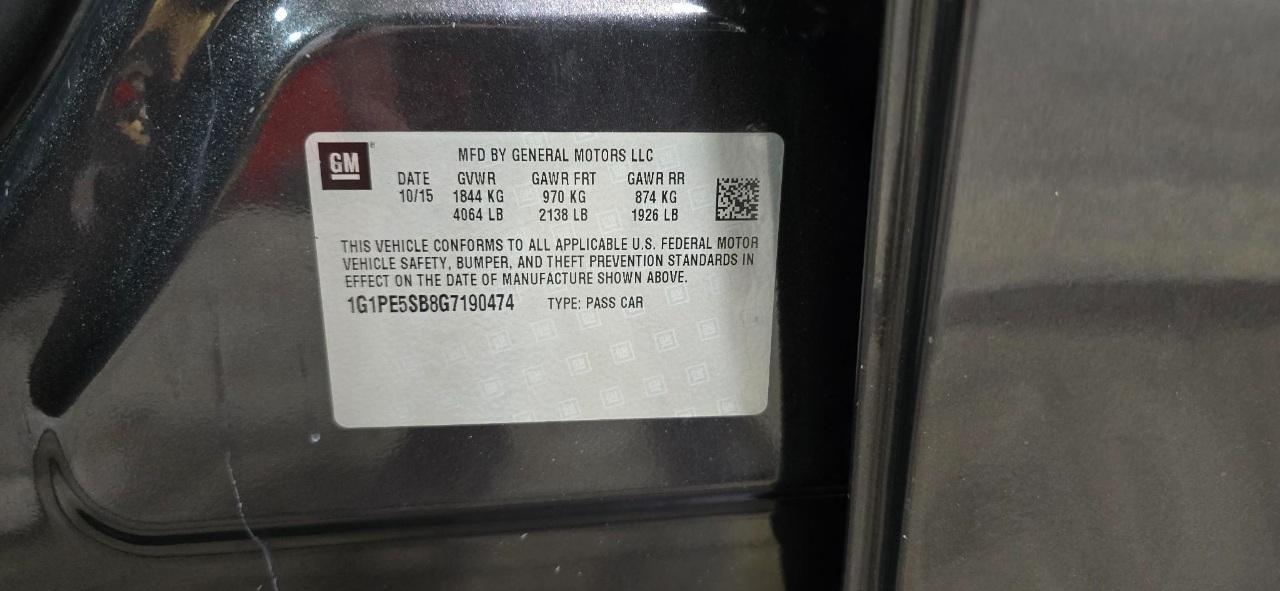 GM
MFD BY GENERAL MOTORS LLC
DATE GVWR GAWR FRT GAWR RR
10/15 1844 KG 970 KG 874 KG
4064 LB 2138 LB 1926 LB
THIS VEHICLE CONFORMS TO ALL APPLICABLE U.S. FEDERAL MOTOR
VEHICLE SAFETY, BUMPER, AND THEFT PREVENTION STANDARDS IN
EFFECT ON THE DATE OF MANUFACTURE SHOWN ABOVE.
1G1PE5SB8G7190474 TYPE: PASS CAR